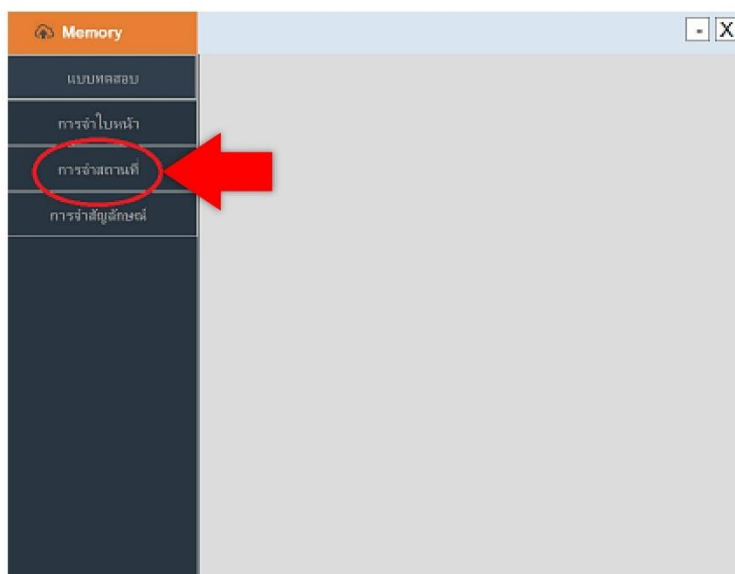 Memory
- X
แบบทดสอบ
การจำใบหน้า
การจำสถานที่
การจำสัญลักษณ์